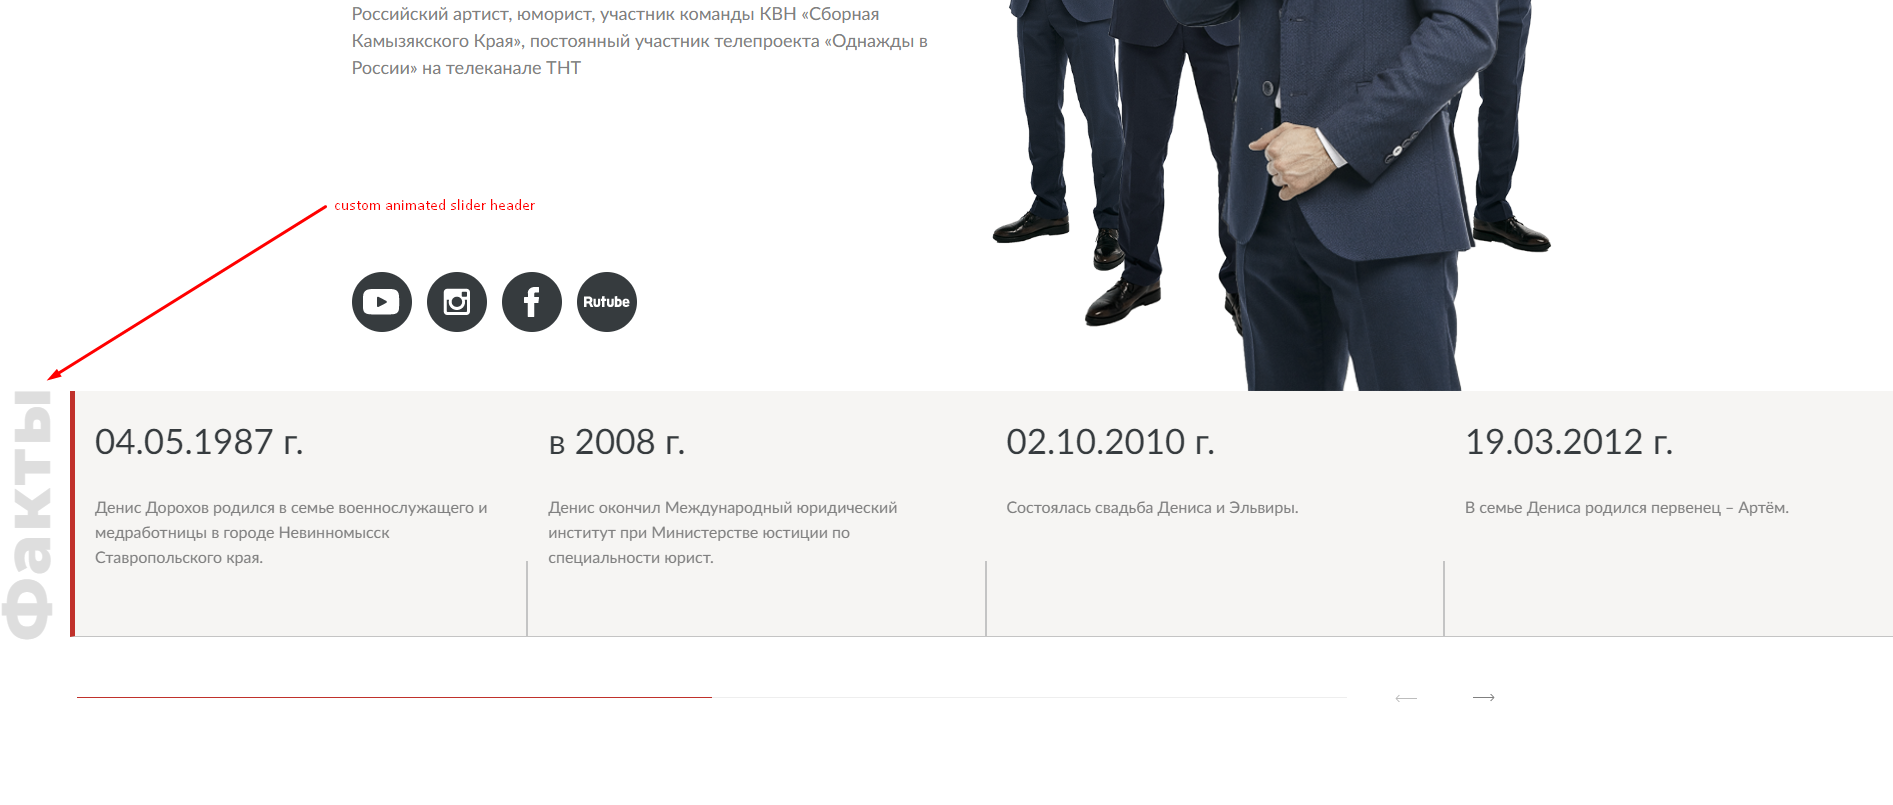 Российский артист, юморист, участник команды КВН «Сборная
Камызякского Края», постоянный участник телепроекта «Однажды в
России» на телеканале ТНТ
custom animated slider header
Rutube
Факты
04.05.1987 г.
Денис Дорохов родился в семье военнослужащего и
медработницы в городе Невинномысск
Ставропольского края.
в 2008 г.
Денис окончил Международный юридический
институт при Министерстве юстиции по
специальности юрист.
02.10.2010 г.
Состоялась свадьба Дениса и Эльвиры.
19.03.2012 г.
В семье Дениса родился первенец – Артём.